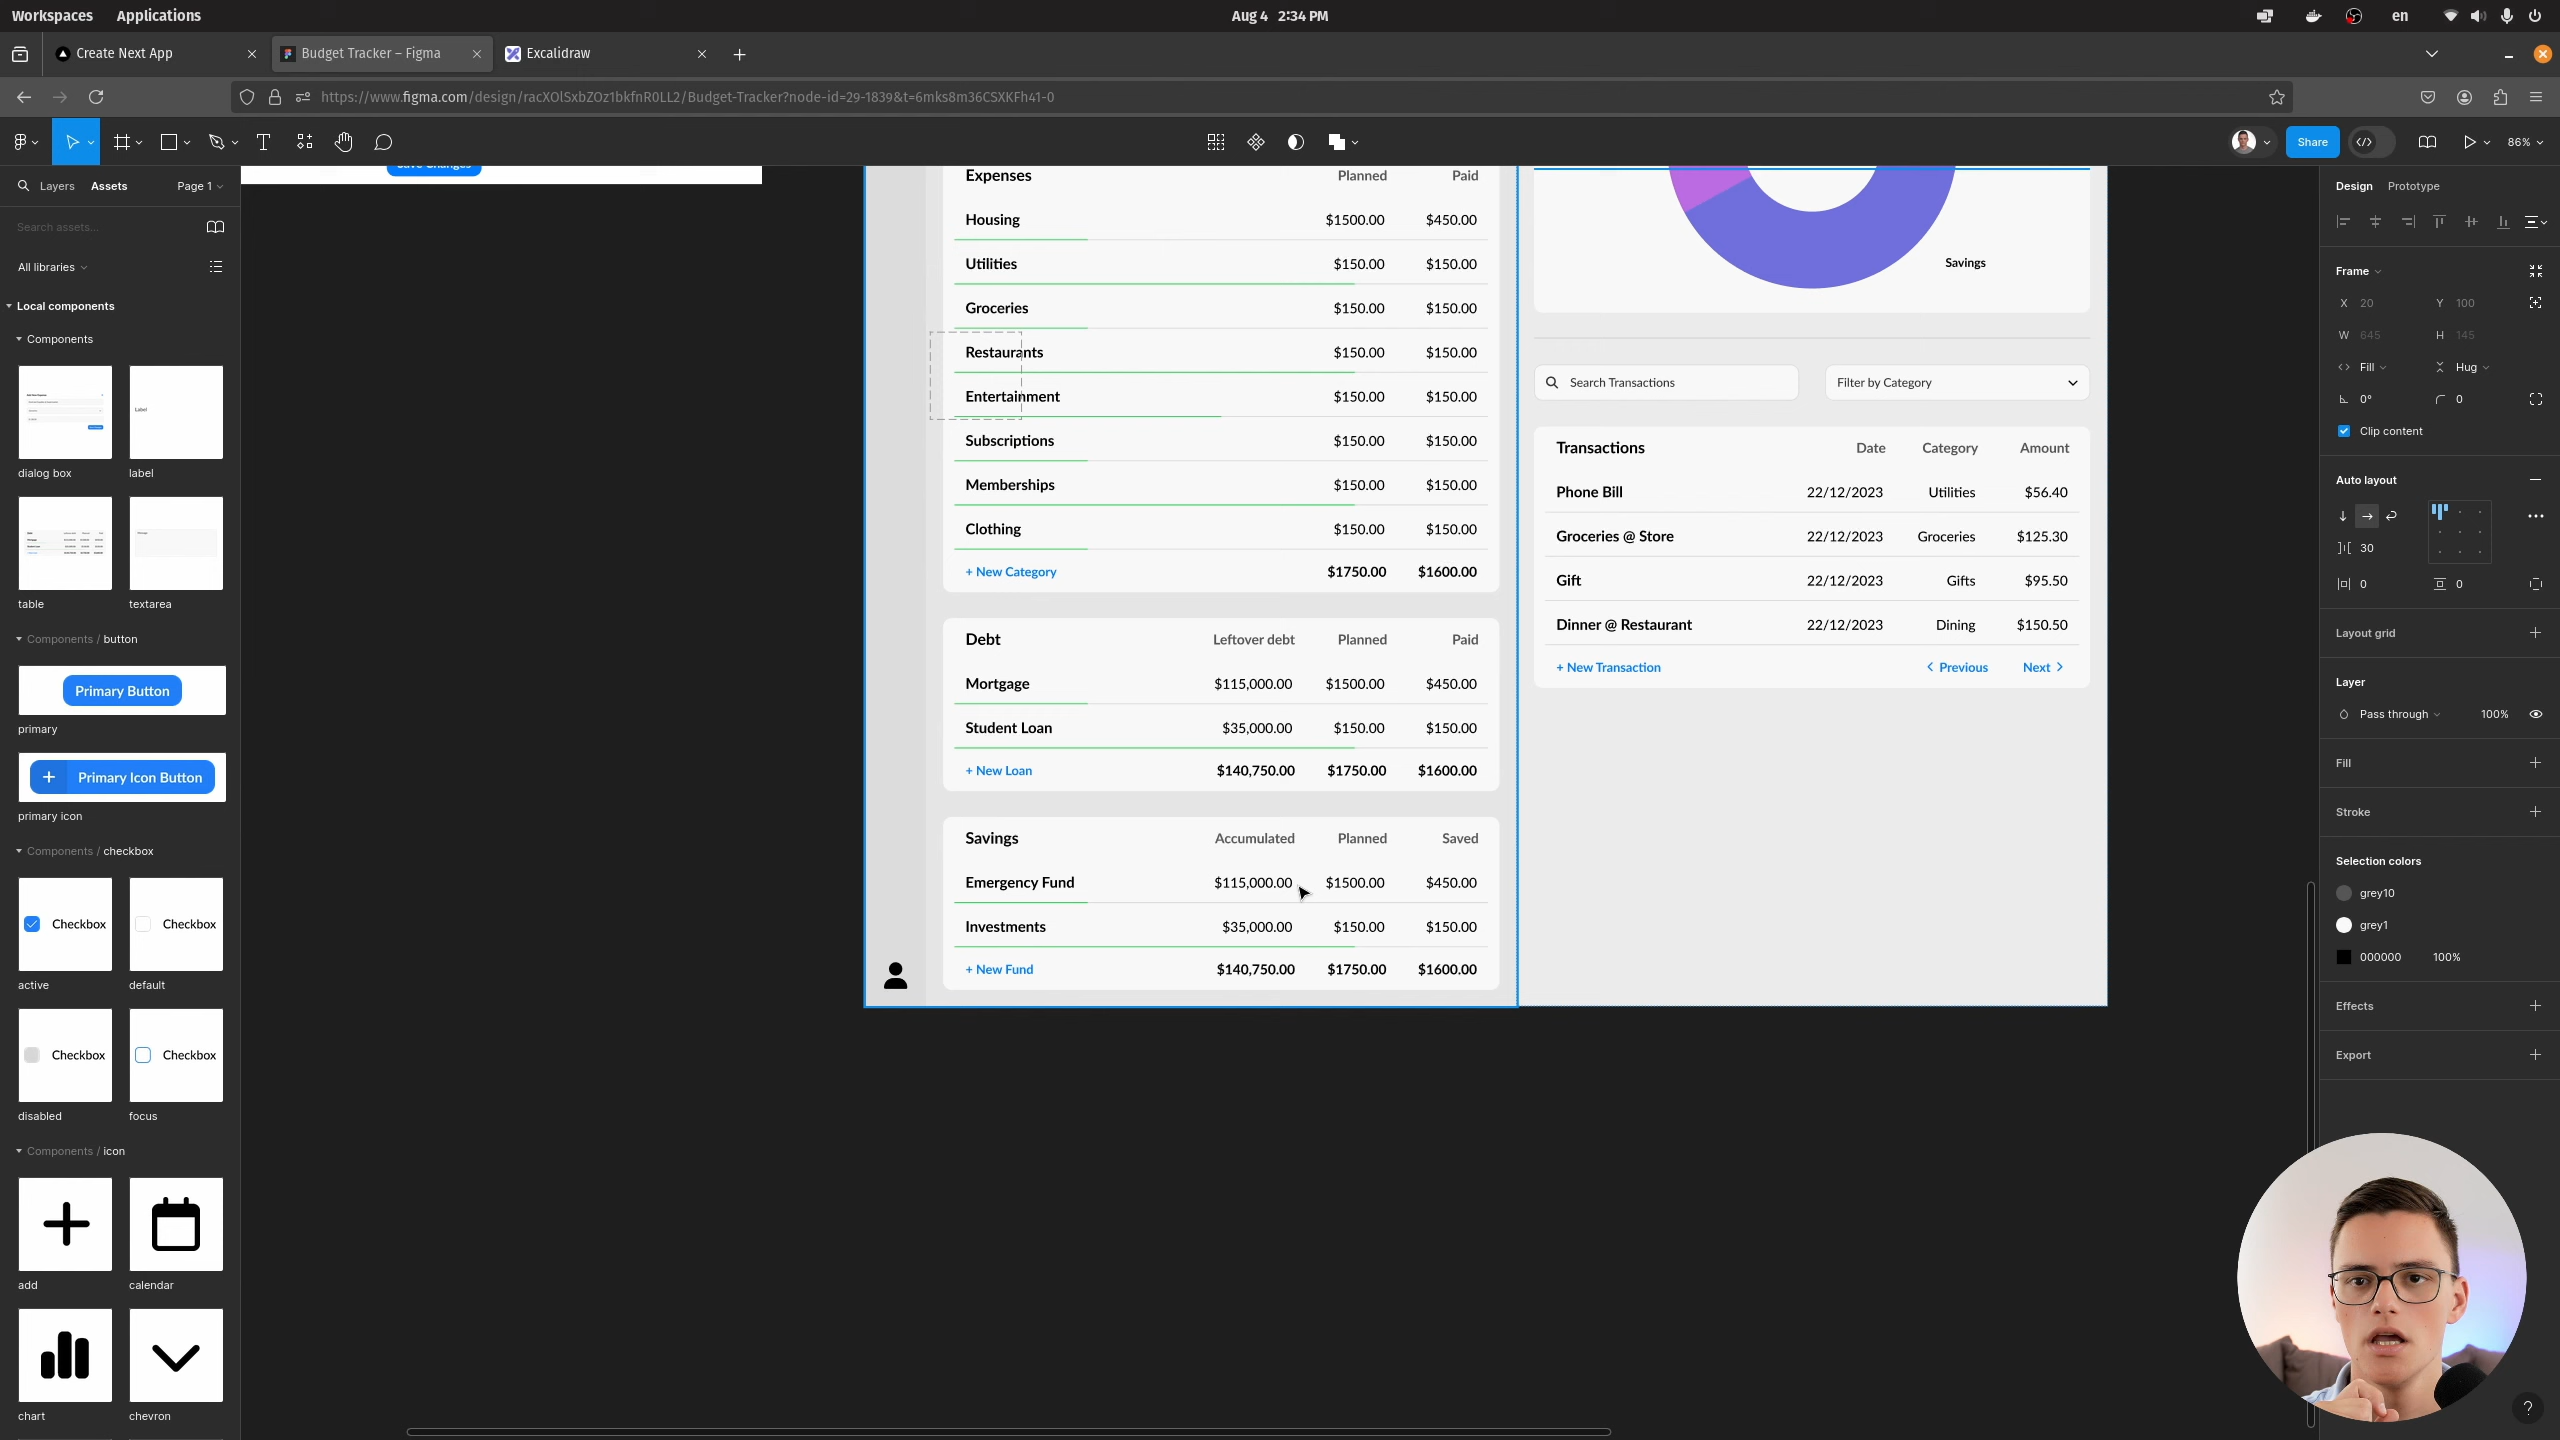 Workspaces Applications Aug 4 2:34 PM en
Create Next App Budget Tracker – Figma Excalidraw
https://www.figma.com/design/racXOlSxbZOz1bkfnR0LL2/Budget-Tracker?node-id=29-1839&t=6mks8m36CSXKFh41-0
Share 86%
Layers Assets Page 1
Search assets...
All libraries
Local components
Components
dialog box label
Label
table textarea
Components / button
Primary Button
primary
Primary Icon Button
primary icon
Components / checkbox
Checkbox Checkbox
active default
Checkbox Checkbox
disabled focus
Components / icon
add calendar
chart chevron
Save Changes
Expenses Planned Paid
Housing $1500.00 $450.00
Utilities $150.00 $150.00
Groceries $150.00 $150.00
Restaurants $150.00 $150.00
Entertainment $150.00 $150.00
Subscriptions $150.00 $150.00
Memberships $150.00 $150.00
Clothing $150.00 $150.00
+ New Category $1750.00 $1600.00
Debt Leftover debt Planned Paid
Mortgage $115,000.00 $1500.00 $450.00
Student Loan $35,000.00 $150.00 $150.00
+ New Loan $140,750.00 $1750.00 $1600.00
Savings Accumulated Planned Saved
Emergency Fund $115,000.00 $1500.00 $450.00
Investments $35,000.00 $150.00 $150.00
+ New Fund $140,750.00 $1750.00 $1600.00
Savings
Search Transactions Filter by Category
Transactions Date Category Amount
Phone Bill 22/12/2023 Utilities $56.40
Groceries @ Store 22/12/2023 Groceries $125.30
Gift 22/12/2023 Gifts $95.50
Dinner @ Restaurant 22/12/2023 Dining $150.50
+ New Transaction Previous Next
Design Prototype
Frame
X 20 Y 100
W 645 H 145
Fill Hug
0° 0
Clip content
Auto layout
30
0 0
Layout grid
Layer
Pass through 100%
Fill
Stroke
Selection colors
grey10
grey1
000000 100%
Effects
Export
?